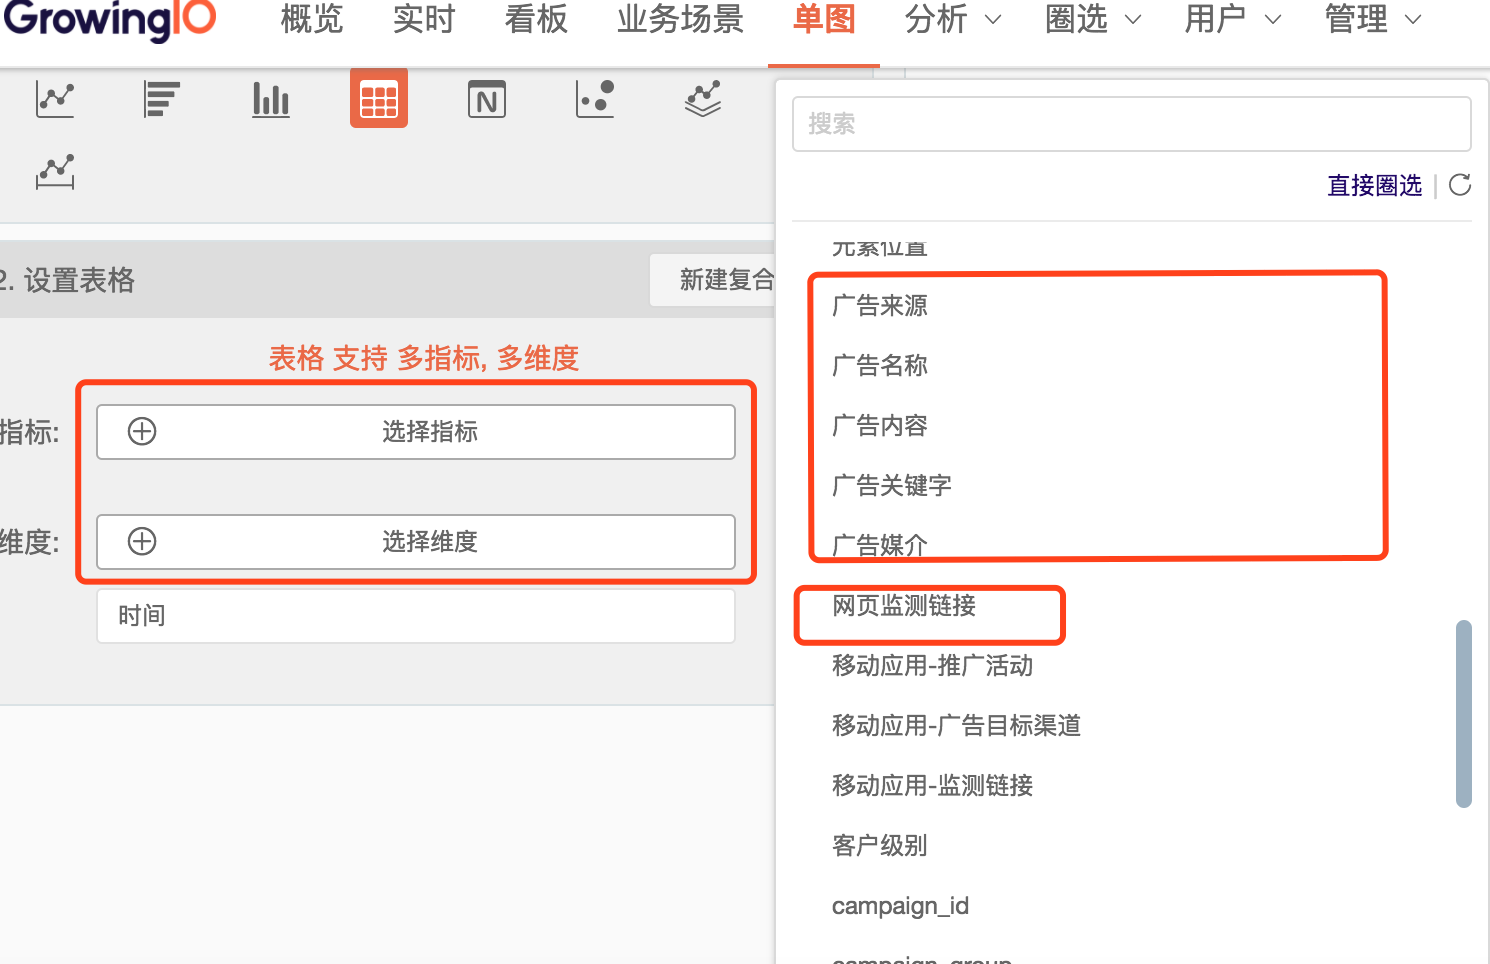 GrowingIO 概览 实时 看板 业务场景 单图 分析 圈选 用户 管理
搜索
直接圈选
元素位置
2. 设置表格
新建复合
广告来源
表格 支持 多指标, 多维度
广告名称
指标:
选择指标
广告内容
广告关键字
维度:
选择维度
广告媒介
时间
网页监测链接
移动应用-推广活动
移动应用-广告目标渠道
移动应用-监测链接
客户级别
campaign_id
campaign_group